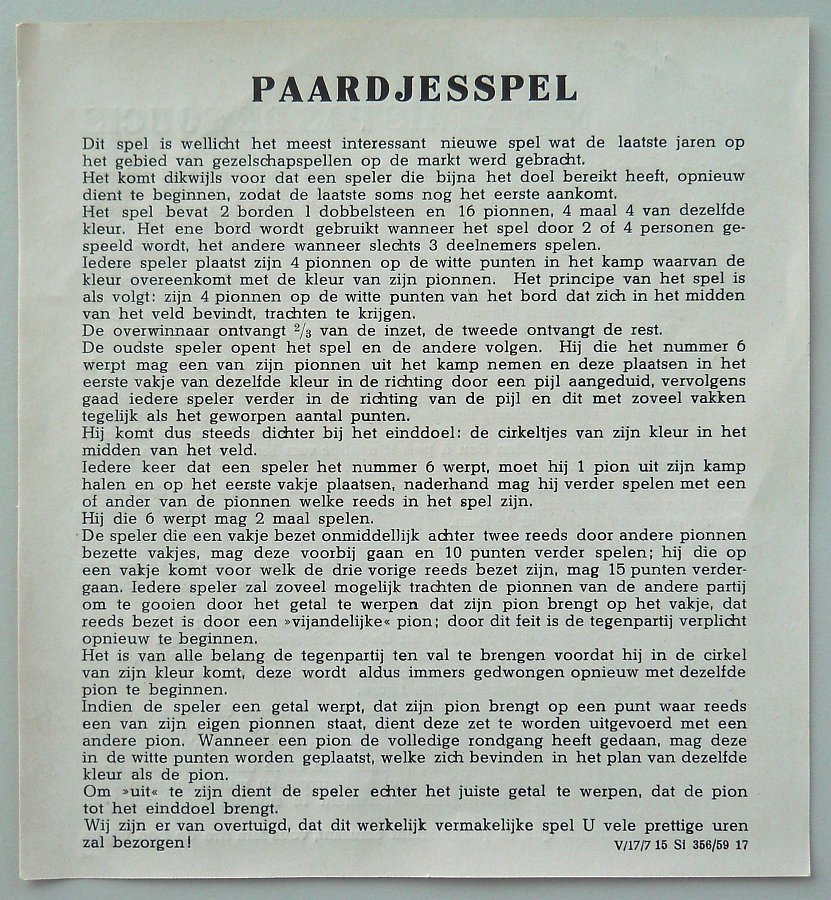 PAARDJESSPEL
Dit spel is wellicht het meest interessant nieuwe spel wat de laatste jaren op
het gebied van gezelschapspellen op de markt werd gebracht.
Het komt dikwijls voor dat een speler die bijna het doel bereikt heeft, opnieuw
dient te beginnen, zodat de laatste soms nog het eerste aankomt.
Het spel bevat 2 borden 1 dobbelsteen en 16 pionnen, 4 maal 4 van dezelfde
kleur. Het ene bord wordt gebruikt wanneer het spel door 2 of 4 personen ge-
speeld wordt, het andere wanneer slechts 3 deelnemers spelen.
Iedere speler plaatst zijn 4 pionnen op de witte punten in het kamp waarvan de
kleur overeenkomt met de kleur van zijn pionnen. Het principe van het spel is
als volgt: zijn 4 pionnen op de witte punten van het bord dat zich in het midden
van het veld bevindt, trachten te krijgen.
De overwinnaar ontvangt 2/3 van de inzet, de tweede ontvangt de rest.
De oudste speler opent het spel en de andere volgen. Hij die het nummer 6
werpt mag een van zijn pionnen uit het kamp nemen en deze plaatsen in het
eerste vakje van dezelfde kleur in de richting door een pijl aangeduid, vervolgens
gaad iedere speler verder in de richting van de pijl en dit met zoveel vakken
tegelijk als het geworpen aantal punten.
Hij komt dus steeds dichter bij het einddoel: de cirkeltjes van zijn kleur in het
midden van het veld.
Iedere keer dat een speler het nummer 6 werpt, moet hij 1 pion uit zijn kamp
halen en op het eerste vakje plaatsen, naderhand mag hij verder spelen met een
of ander van de pionnen welke reeds in het spel zijn.
Hij die 6 werpt mag 2 maal spelen.
De speler die een vakje bezet onmiddellijk achter twee reeds door andere pionnen
bezette vakjes, mag deze voorbij gaan en 10 punten verder spelen; hij die op
een vakje komt voor welk de drie vorige reeds bezet zijn, mag 15 punten verder-
gaan. Iedere speler zal zoveel mogelijk trachten de pionnen van de andere partij
om te gooien door het getal te werpen dat zijn pion brengt op het vakje, dat
reeds bezet is door een »vijandelijke« pion; door dit feit is de tegenpartij verplicht
opnieuw te beginnen.
Het is van alle belang de tegenpartij ten val te brengen voordat hij in de cirkel
van zijn kleur komt, deze wordt aldus immers gedwongen opnieuw met dezelfde
pion te beginnen.
Indien de speler een getal werpt, dat zijn pion brengt op een punt waar reeds
een van zijn eigen pionnen staat, dient deze zet te worden uitgevoerd met een
andere pion. Wanneer een pion de volledige rondgang heeft gedaan, mag deze
in de witte punten worden geplaatst, welke zich bevinden in het plan van dezelfde
kleur als de pion.
Om »uit« te zijn dient de speler echter het juiste getal te werpen, dat de pion
tot het einddoel brengt.
Wij zijn er van overtuigd, dat dit werkelijk vermakelijke spel U vele prettige uren
zal bezorgen! V/17/7 15 Si 356/59 17